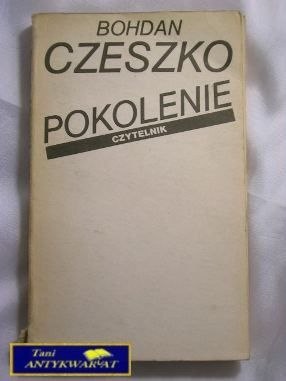 BOHDAN
CZESZKO
POKOLENIE
CZYTELNIK
Tani
ANTYKWARIAT